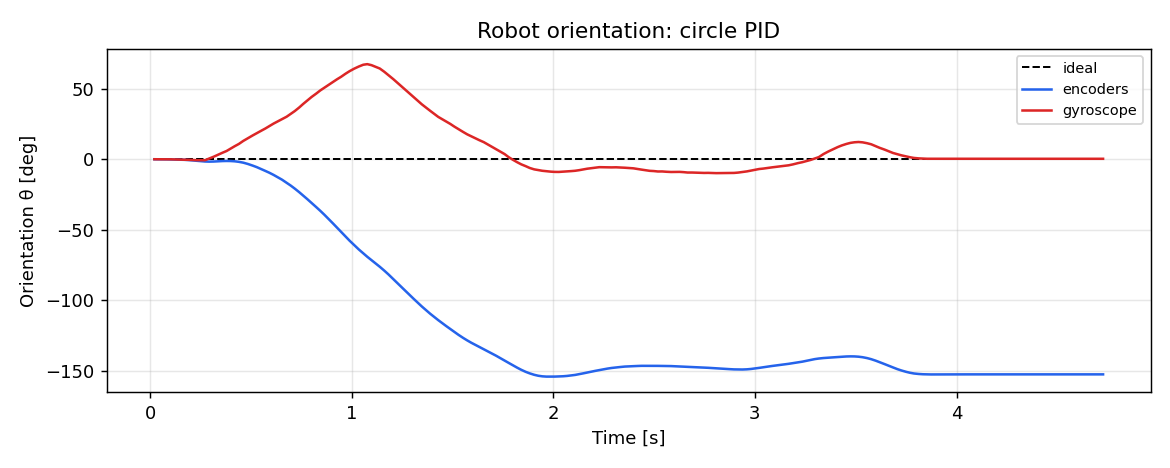 Robot orientation: circle PID
ideal
encoders
gyroscope
Orientation θ [deg]
50
0
−50
−100
−150
0 1 2 3 4
Time [s]